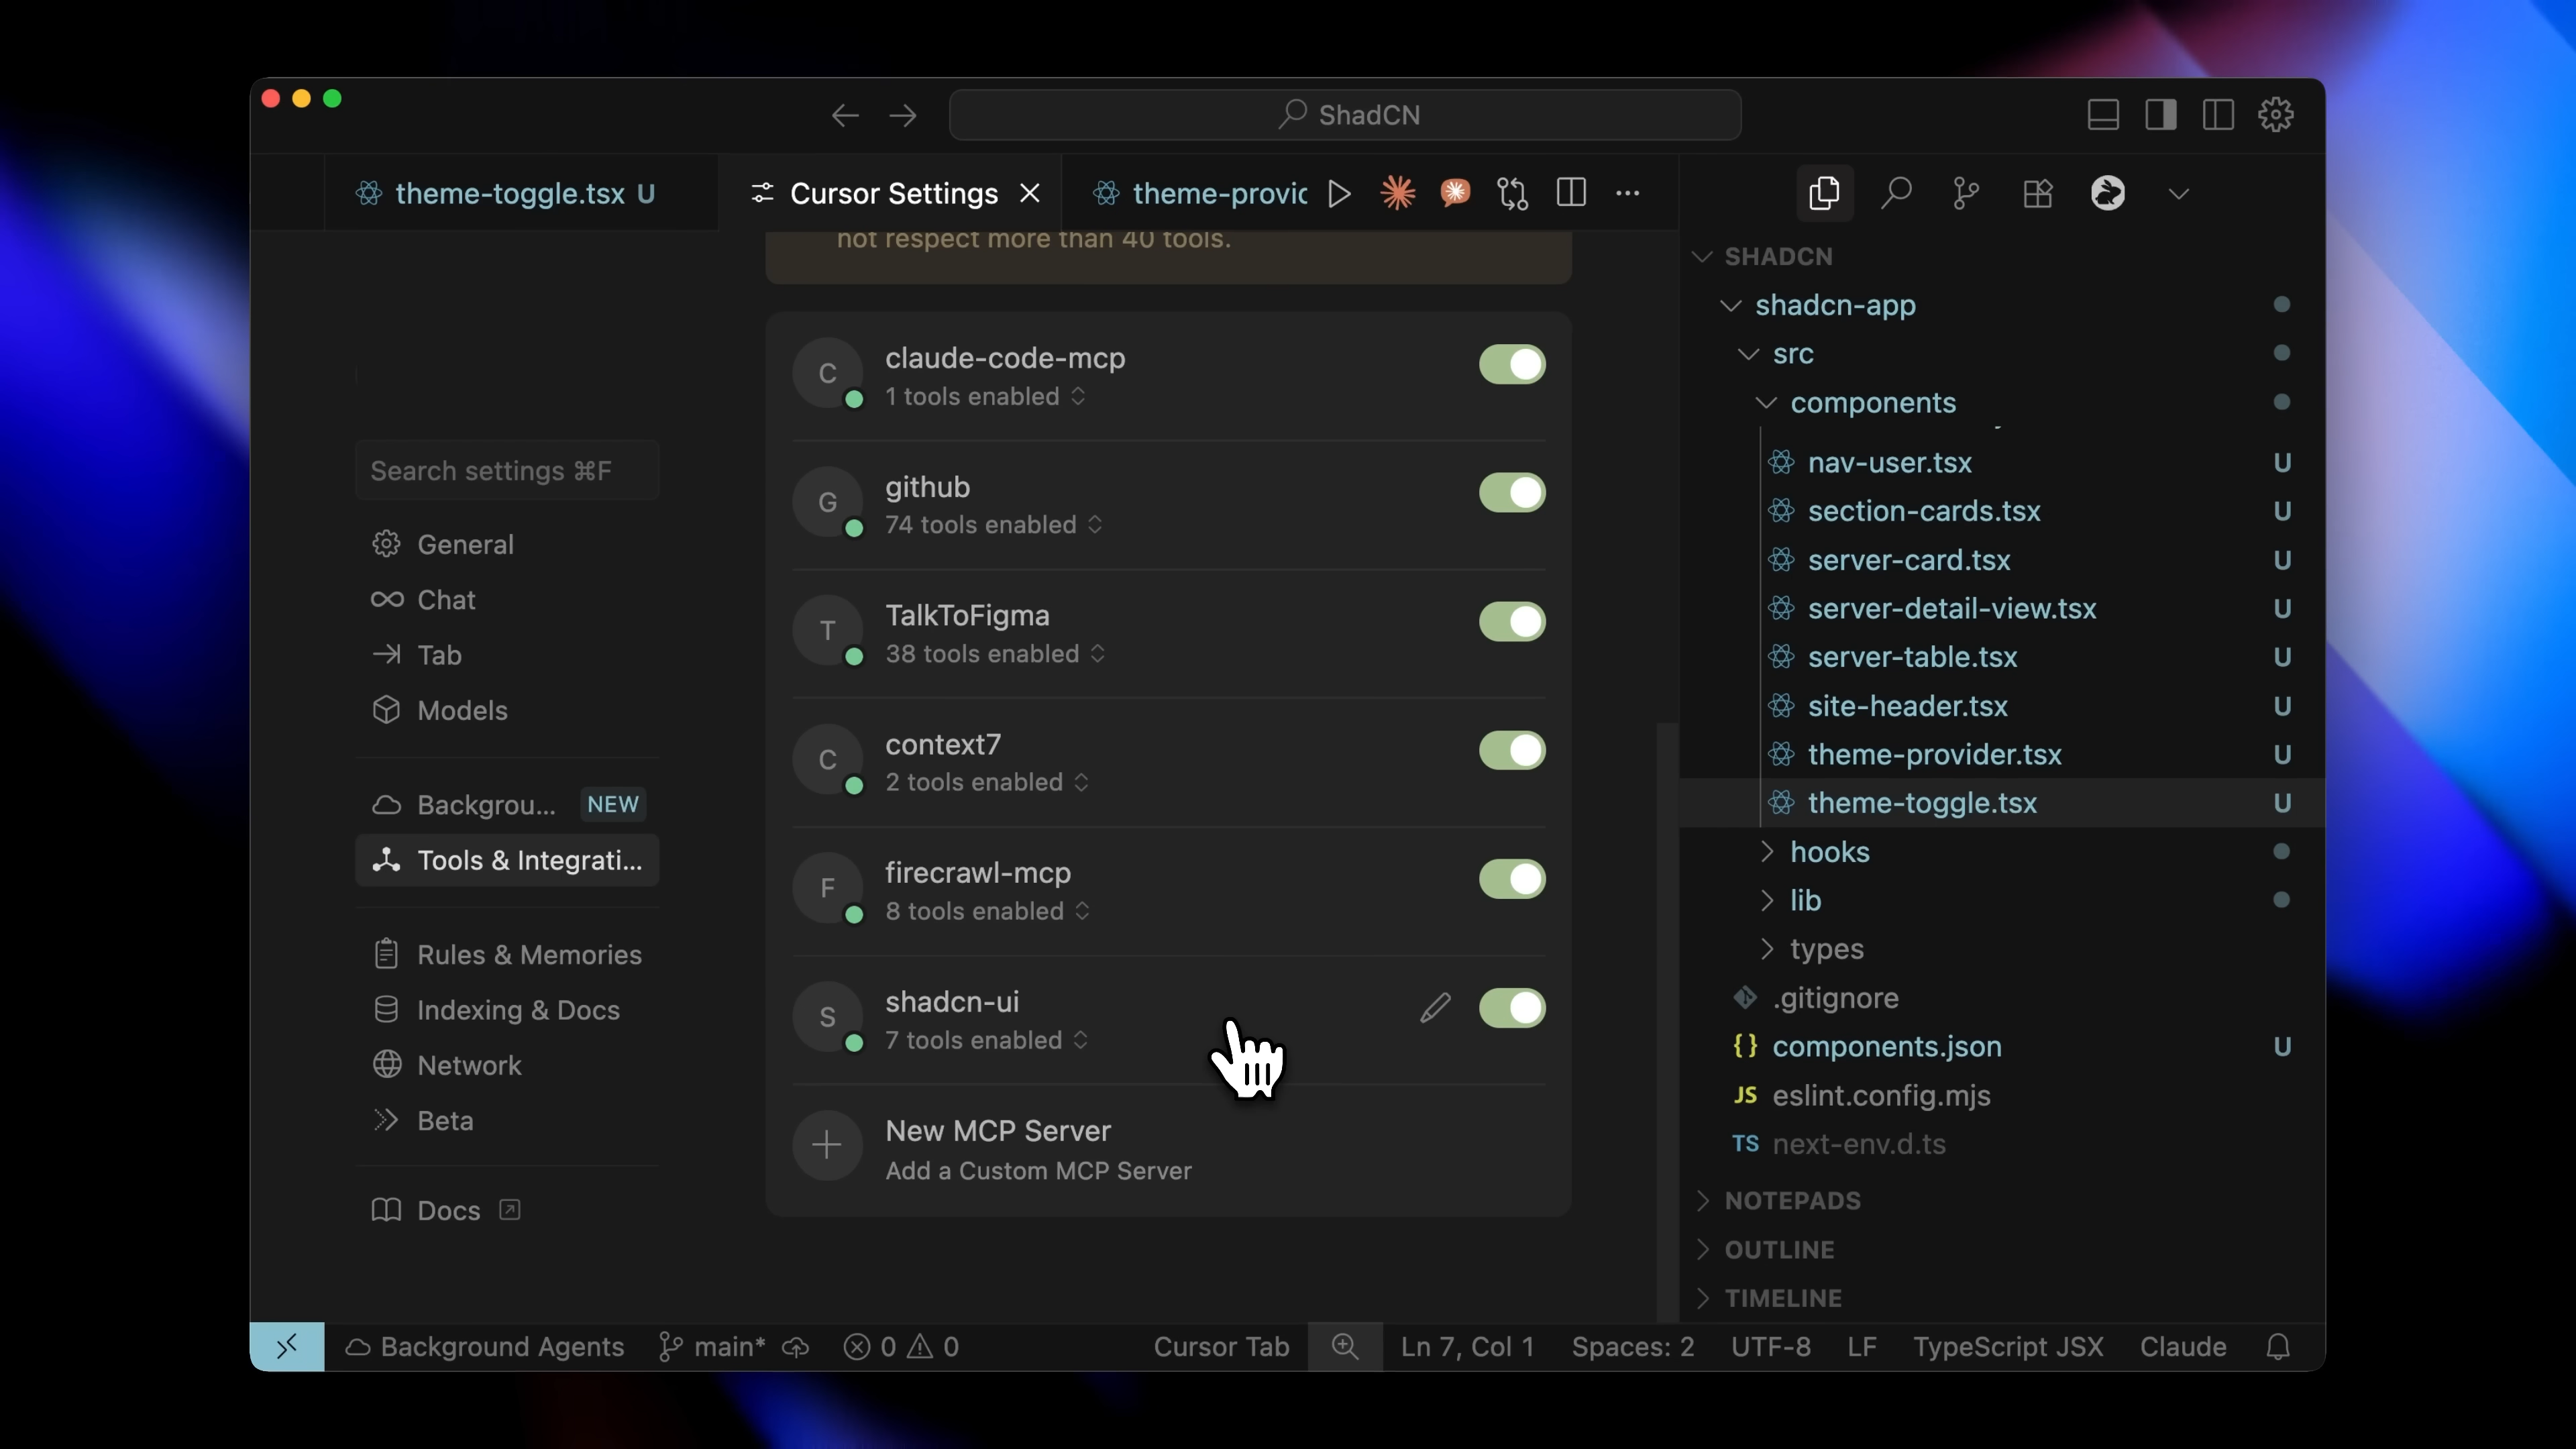 ShadCN
theme-toggle.tsx U
Cursor Settings
theme-provic
not respect more than 40 tools.
Search settings ⌘F
General
Chat
Tab
Models
Backgrou... NEW
Tools & Integrati...
Rules & Memories
Indexing & Docs
Network
Beta
Docs
C
claude-code-mcp
1 tools enabled
G
github
74 tools enabled
T
TalkToFigma
38 tools enabled
C
context7
2 tools enabled
F
firecrawl-mcp
8 tools enabled
S
shadcn-ui
7 tools enabled
New MCP Server
Add a Custom MCP Server
SHADCN
shadcn-app
src
components
nav-user.tsx U
section-cards.tsx U
server-card.tsx U
server-detail-view.tsx U
server-table.tsx U
site-header.tsx U
theme-provider.tsx U
theme-toggle.tsx U
hooks
lib
types
.gitignore
{} components.json U
JS eslint.config.mjs
TS next-env.d.ts
NOTEPADS
OUTLINE
TIMELINE
Background Agents main* 0 0 Cursor Tab Ln 7, Col 1 Spaces: 2 UTF-8 LF TypeScript JSX Claude